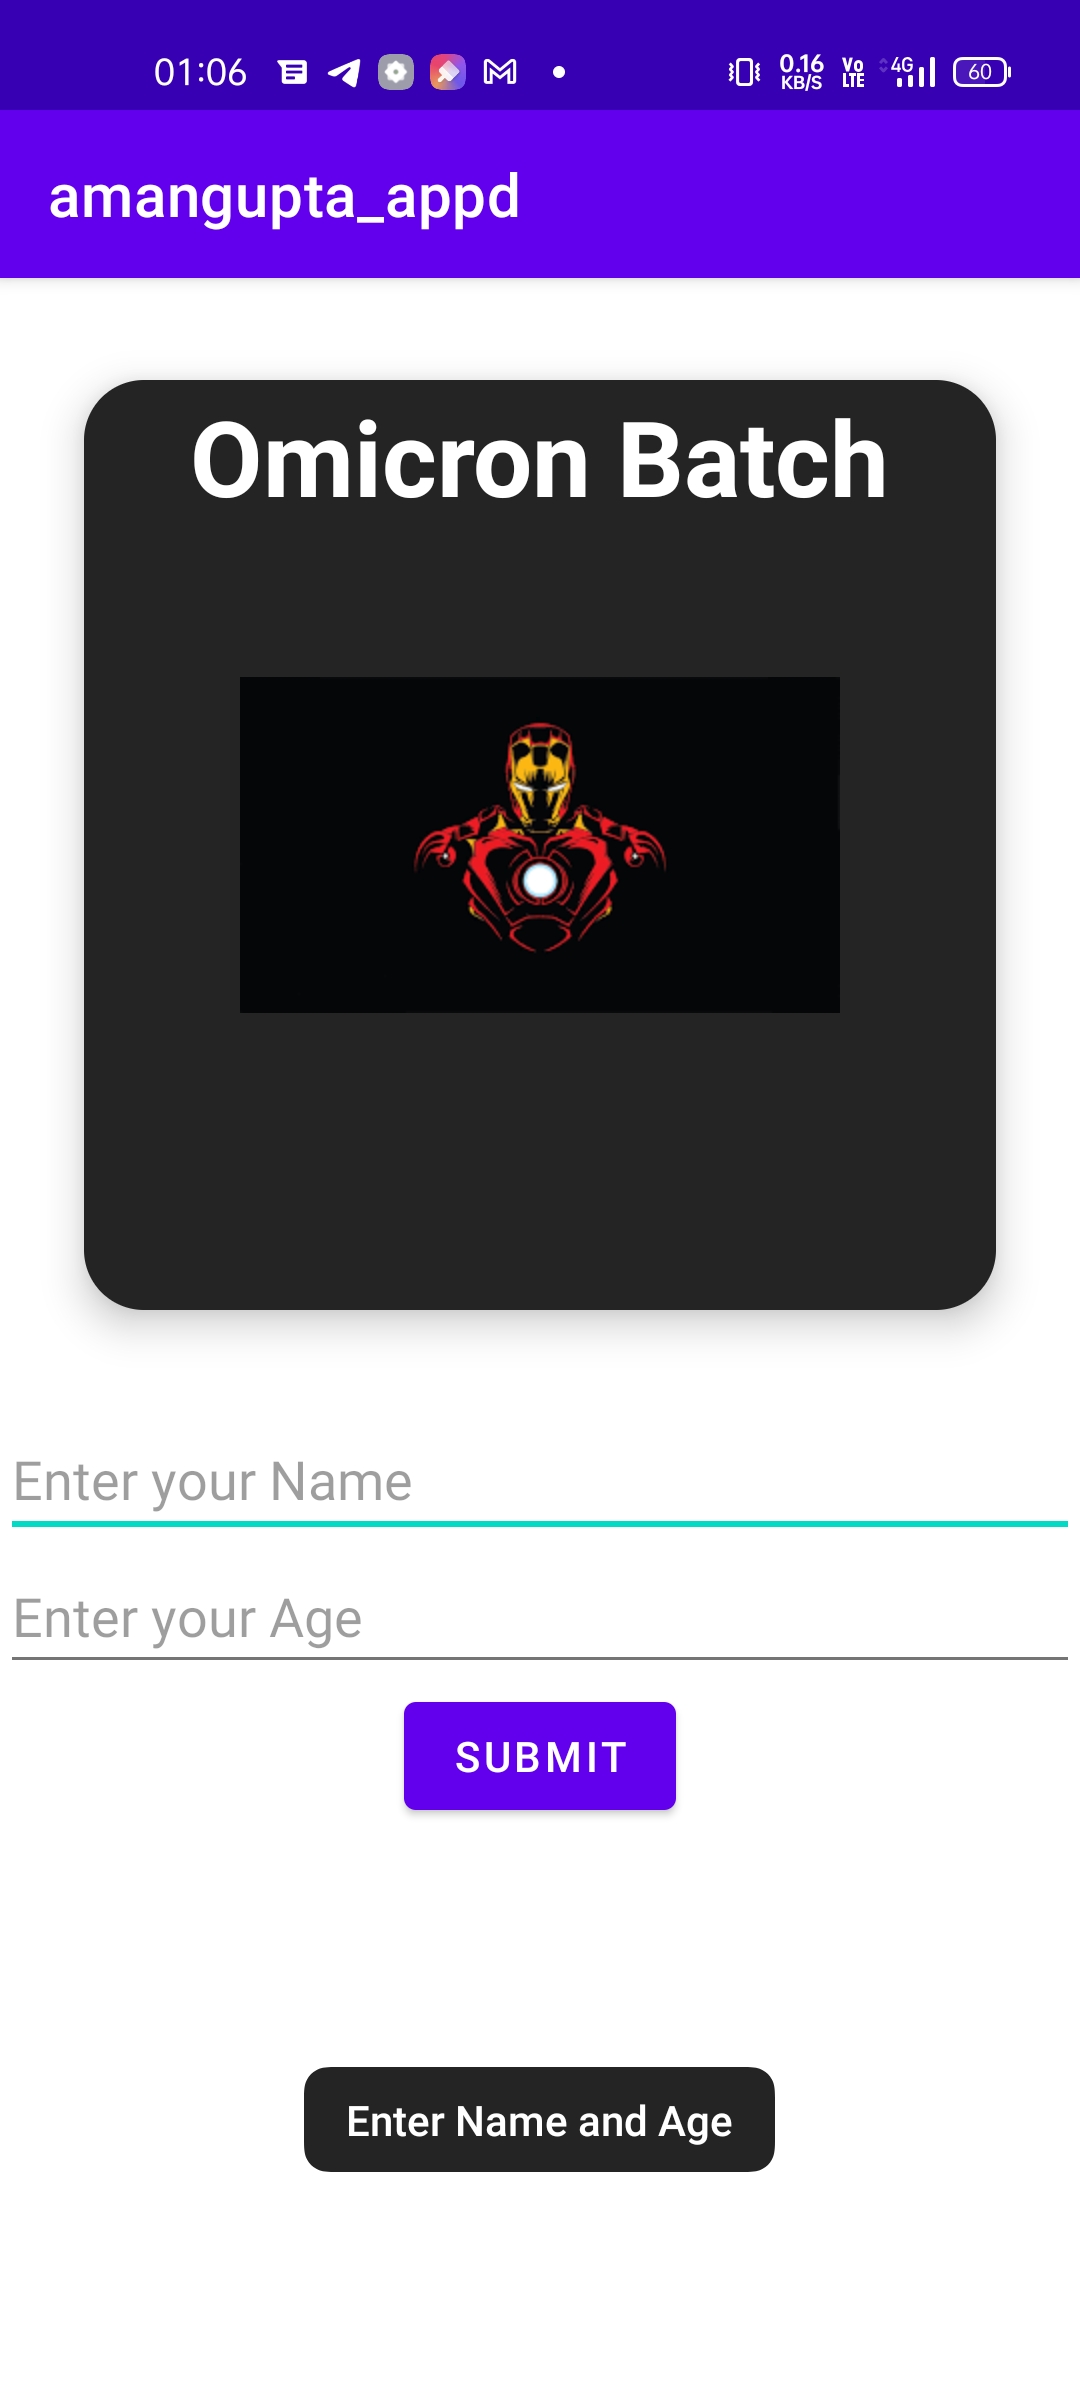 01:06 0.16 KB/S Vo LTE 4G 60
amangupta_appd
Omicron Batch
Enter your Name
Enter your Age
SUBMIT
Enter Name and Age